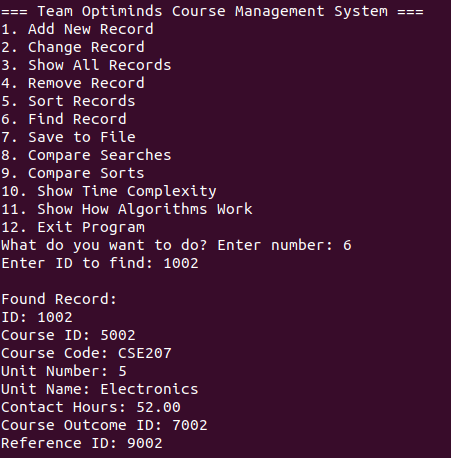 === Team Optiminds Course Management System ===
1. Add New Record
2. Change Record
3. Show All Records
4. Remove Record
5. Sort Records
6. Find Record
7. Save to File
8. Compare Searches
9. Compare Sorts
10. Show Time Complexity
11. Show How Algorithms Work
12. Exit Program
What do you want to do? Enter number: 6
Enter ID to find: 1002
Found Record:
ID: 1002
Course ID: 5002
Course Code: CSE207
Unit Number: 5
Unit Name: Electronics
Contact Hours: 52.00
Course Outcome ID: 7002
Reference ID: 9002